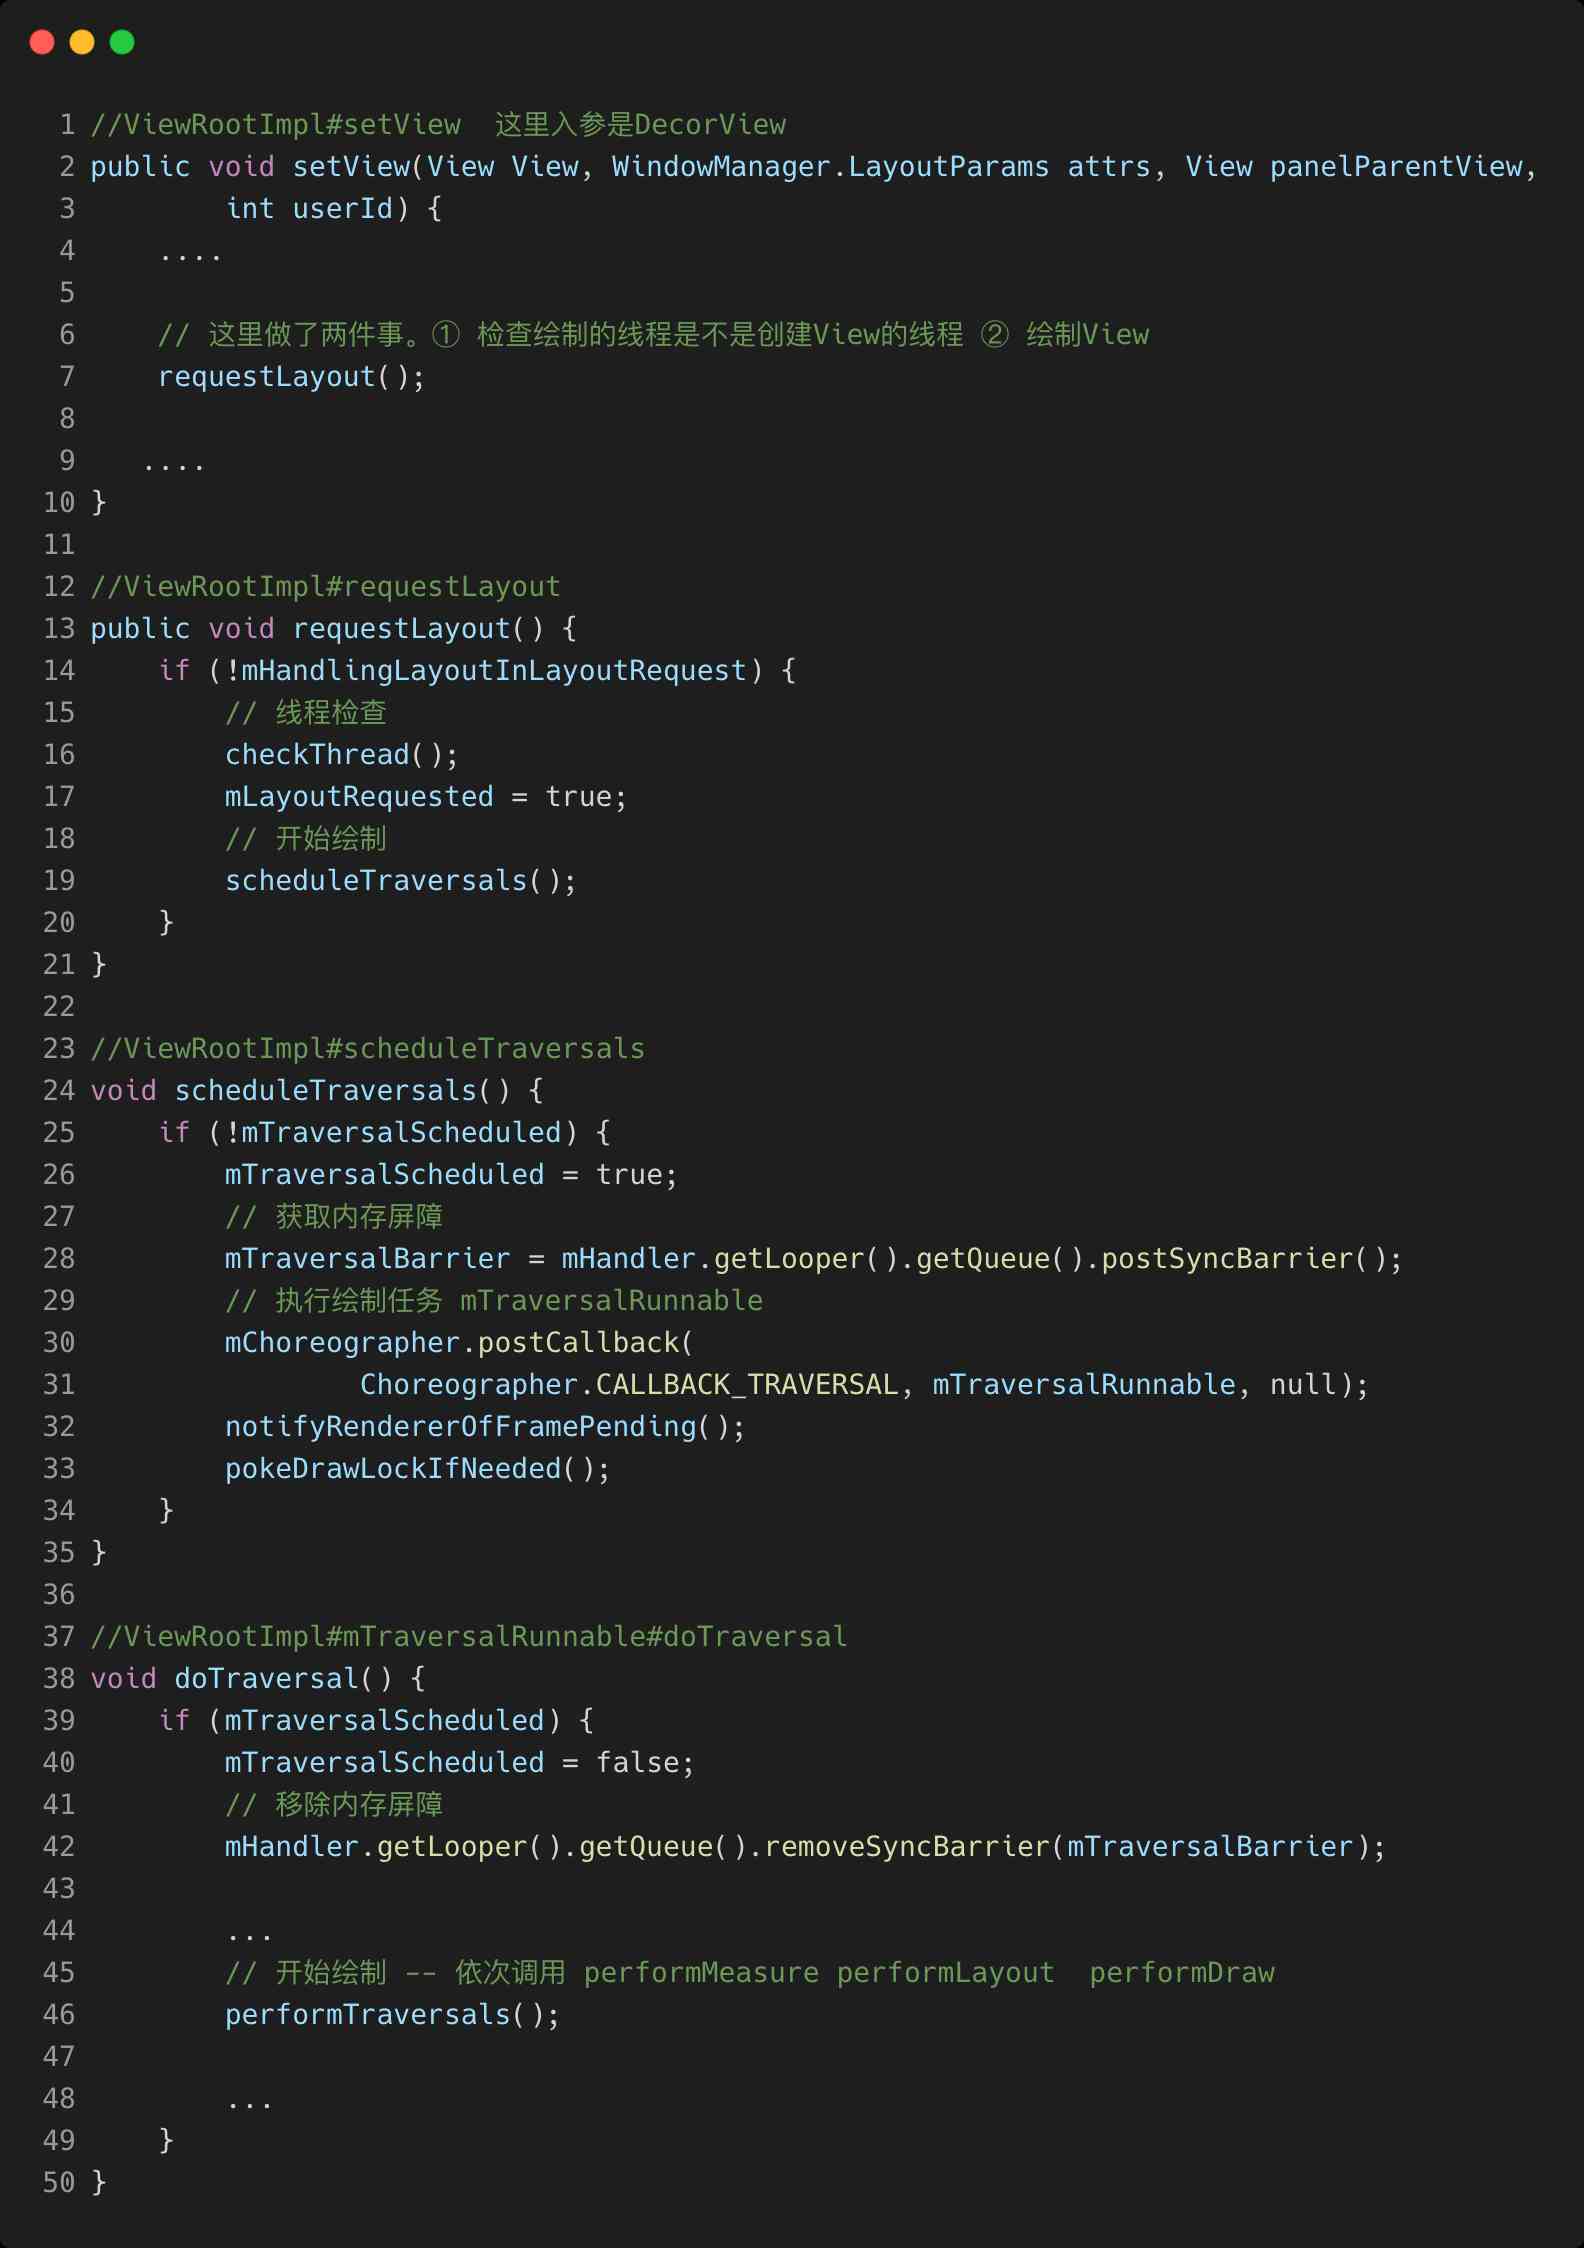 1 //ViewRootImpl#setView  这里入参是DecorView
2 public void setView(View View, WindowManager.LayoutParams attrs, View panelParentView,
3         int userId) {
4     ....
5
6     // 这里做了两件事。① 检查绘制的线程是不是创建View的线程 ② 绘制View
7     requestLayout();
8
9    ....
10 }
11
12 //ViewRootImpl#requestLayout
13 public void requestLayout() {
14     if (!mHandlingLayoutInLayoutRequest) {
15         // 线程检查
16         checkThread();
17         mLayoutRequested = true;
18         // 开始绘制
19         scheduleTraversals();
20     }
21 }
22
23 //ViewRootImpl#scheduleTraversals
24 void scheduleTraversals() {
25     if (!mTraversalScheduled) {
26         mTraversalScheduled = true;
27         // 获取内存屏障
28         mTraversalBarrier = mHandler.getLooper().getQueue().postSyncBarrier();
29         // 执行绘制任务 mTraversalRunnable
30         mChoreographer.postCallback(
31                 Choreographer.CALLBACK_TRAVERSAL, mTraversalRunnable, null);
32         notifyRendererOfFramePending();
33         pokeDrawLockIfNeeded();
34     }
35 }
36
37 //ViewRootImpl#mTraversalRunnable#doTraversal
38 void doTraversal() {
39     if (mTraversalScheduled) {
40         mTraversalScheduled = false;
41         // 移除内存屏障
42         mHandler.getLooper().getQueue().removeSyncBarrier(mTraversalBarrier);
43
44         ...
45         // 开始绘制 -- 依次调用 performMeasure performLayout  performDraw
46         performTraversals();
47
48         ...
49     }
50 }